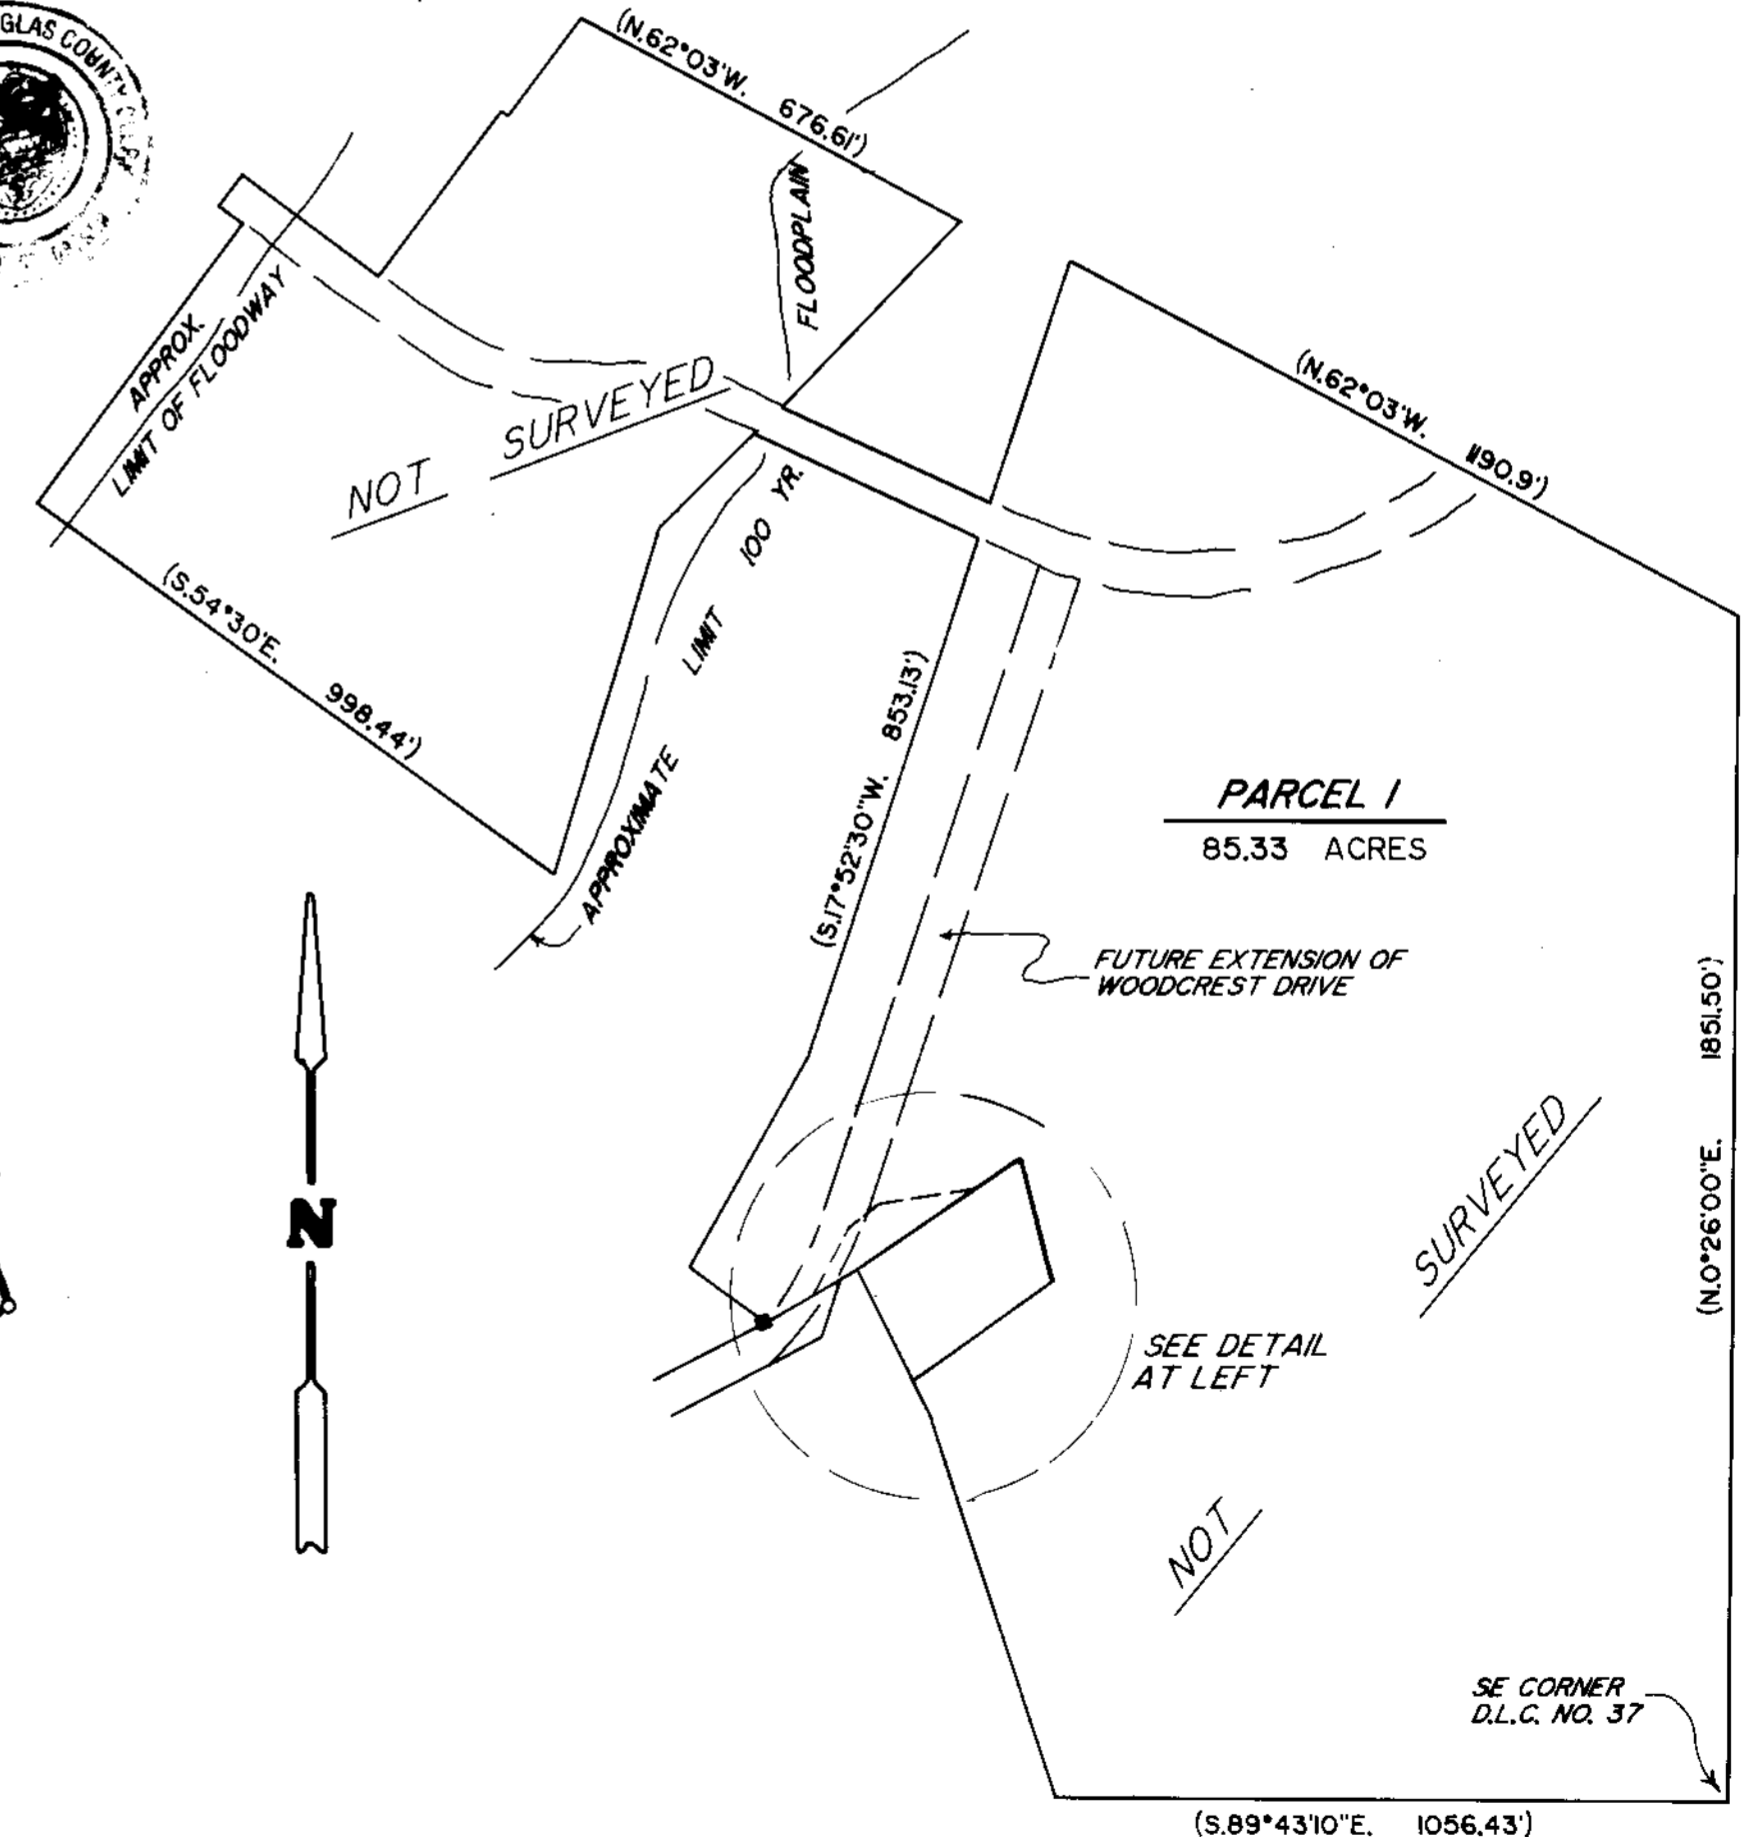 GLAS COUNTY
(N.62°03'W. 676.61')
FLOODPLAIN
APPROX.
LIMIT OF FLOODWAY
NOT SURVEYED
(N.62°03'W. 1190.9')
100 YR.
LIMIT
APPROXIMATE
(S.54°30'E. 998.44')
(S.17°52'30"W. 853.13')
PARCEL 1
85.33 ACRES
FUTURE EXTENSION OF
WOODCREST DRIVE
(N.0°26'00"E. 1851.50')
N
SURVEYED
NOT
SEE DETAIL
AT LEFT
SE CORNER
D.L.C. NO. 37
(S.89°43'10"E. 1056.43')